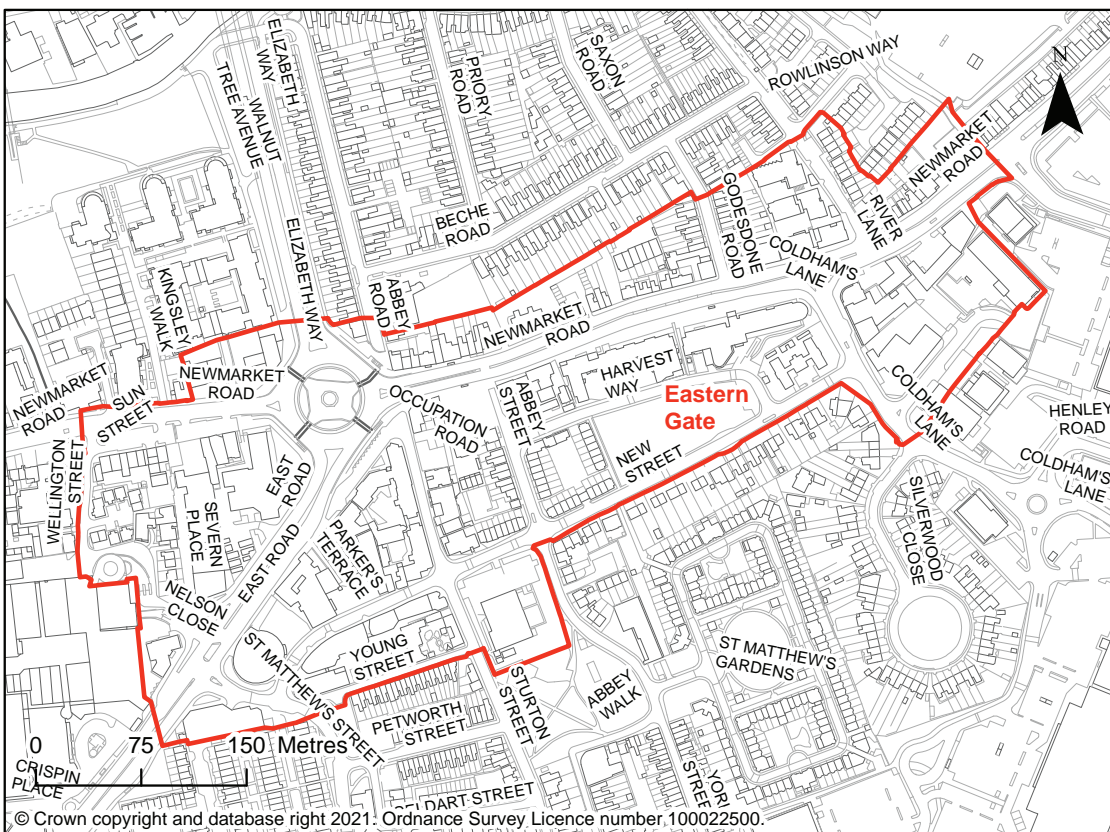 ELIZABETH
WAY
WALNUT
TREE AVENUE
PRIORY
ROAD
SAXON
ROAD
ROWLINSON WAY
N
NEWMARKET
ROAD
BECHE
ROAD
GODESDONE
ROAD
RIVER
LANE
COLDHAM'S
LANE
ELIZABETH WAY
KINGSLEY
WALK
ABBEY
ROAD
NEWMARKET
ROAD
NEWMARKET
ROAD
SUN
STREET
NEWMARKET
ROAD
OCCUPATION
ROAD
ABBEY
STREET
HARVEST
WAY
Eastern
Gate
COLDHAM'S
LANE
HENLEY
ROAD
COLDHAM'S
LANE
WELLINGTON
STREET
SEVERN
PLACE
EAST
ROAD
NEW
STREET
SILVERWOOD
CLOSE
EAST ROAD
PARKER'S
TERRACE
NELSON
CLOSE
ST MATTHEW'S STREET
YOUNG
STREET
PETWORTH
STREET
STURTON
STREET
ABBEY
WALK
ST MATTHEW'S
GARDENS
YORK
STREET
0 75 150 Metres
CRISPIN
PLACE
GELDART STREET
© Crown copyright and database right 2021. Ordnance Survey Licence number 100022500.